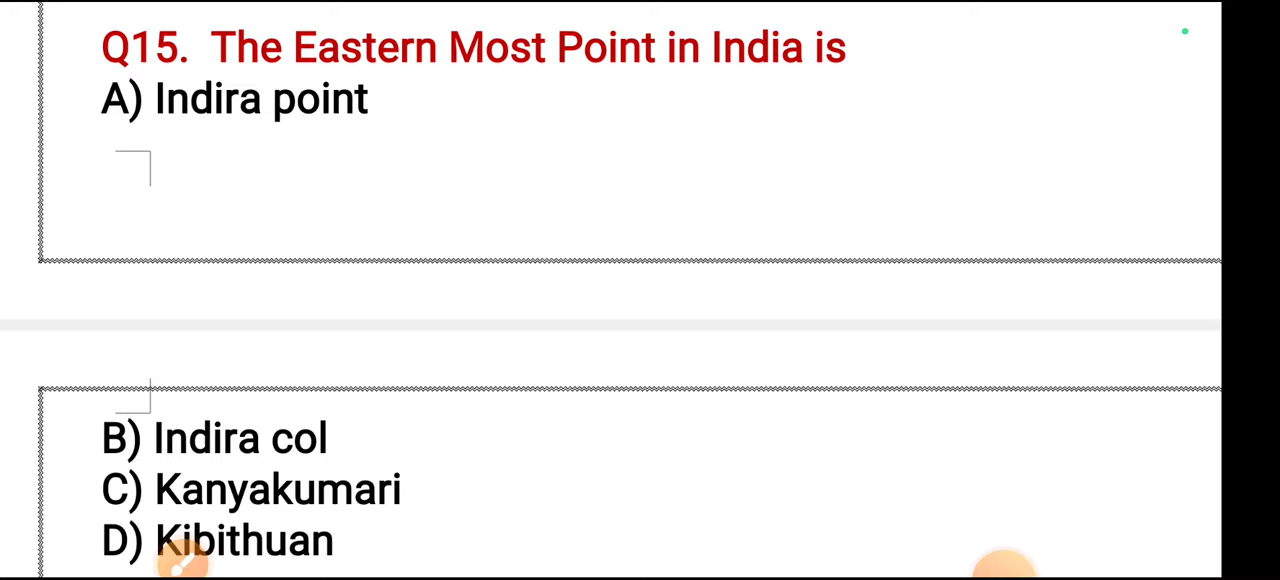 Q15. The Eastern Most Point in India is
A) Indira point
B) Indira col
C) Kanyakumari
D) Kibithuan